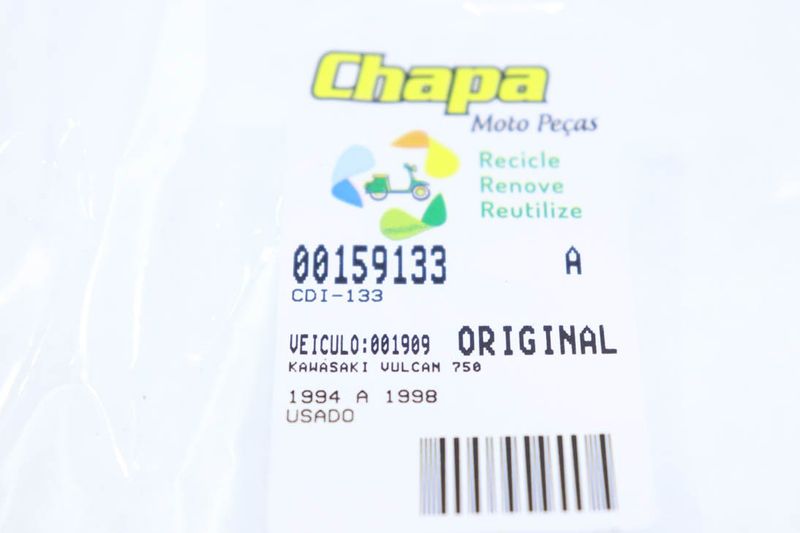 Chapa
Moto Peças
Recicle
Renove
Reutilize
00159133 A
CDI-133
VEICULO:001909 ORIGINAL
KAWASAKI VULCAN 750
1994 A 1998
USADO